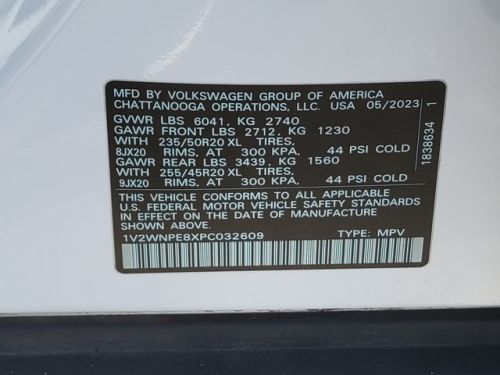 MFD BY VOLKSWAGEN GROUP OF AMERICA
CHATTANOOGA OPERATIONS, LLC. USA 05/2023
GVWR LBS 6041, KG 2740
GAWR FRONT LBS 2712, KG 1230
WITH 235/50R20 XL TIRES,
8JX20 RIMS, AT 300 KPA, 44 PSI COLD
GAWR REAR LBS 3439, KG 1560
WITH 255/45R20 XL TIRES,
9JX20 RIMS, AT 300 KPA, 44 PSI COLD
THIS VEHICLE CONFORMS TO ALL APPLICABLE
U.S. FEDERAL MOTOR VEHICLE SAFETY STANDARDS
IN EFFECT ON THE DATE OF MANUFACTURE
SHOWN ABOVE
1V2WNPE8XPC032609 TYPE: MPV
1838634 1